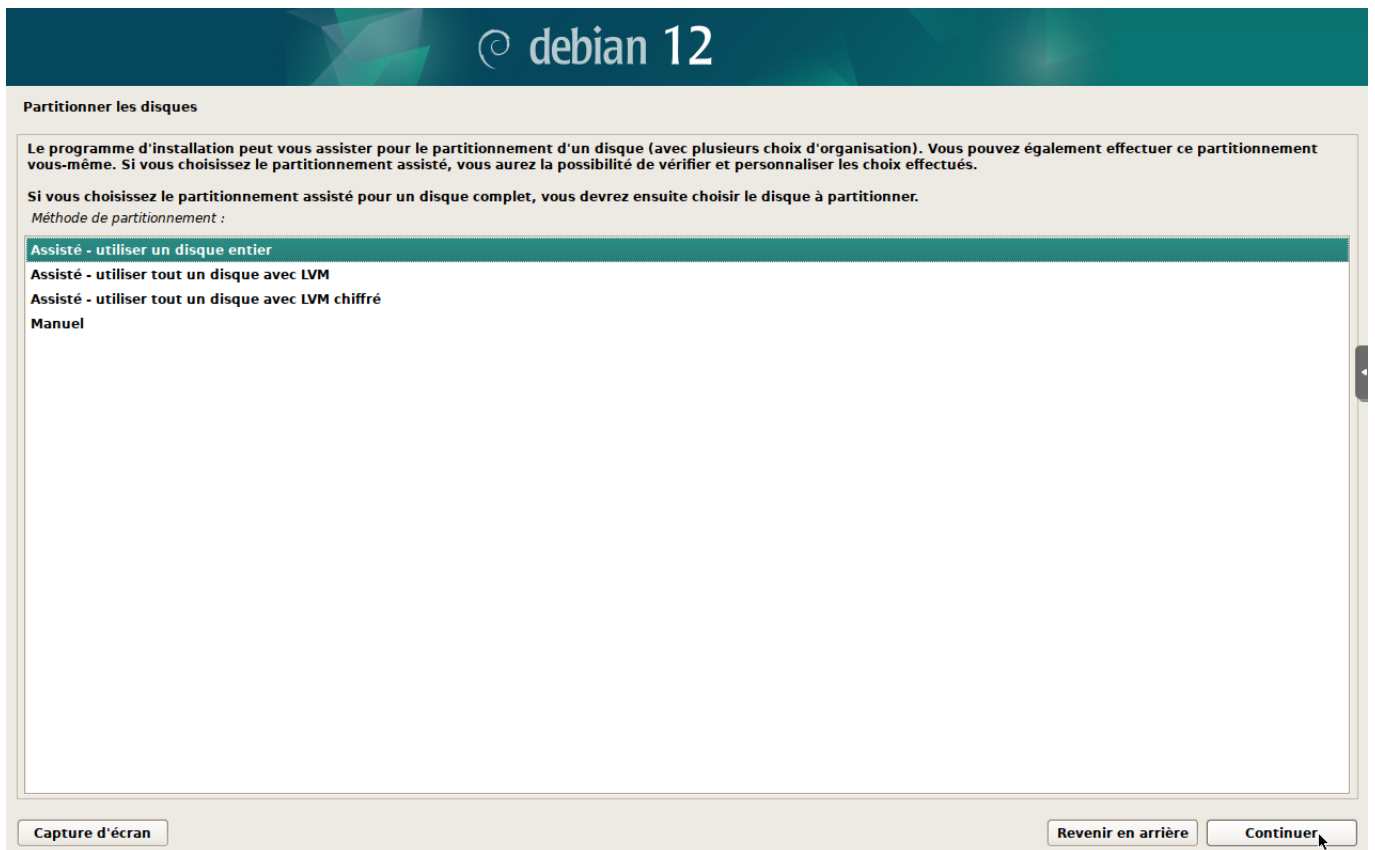 debian 12
Partitionner les disques
Le programme d'installation peut vous assister pour le partitionnement d'un disque (avec plusieurs choix d'organisation). Vous pouvez également effectuer ce partitionnement
vous-même. Si vous choisissez le partitionnement assisté, vous aurez la possibilité de vérifier et personnaliser les choix effectués.
Si vous choisissez le partitionnement assisté pour un disque complet, vous devrez ensuite choisir le disque à partitionner.
Méthode de partitionnement :
Assisté - utiliser un disque entier
Assisté - utiliser tout un disque avec LVM
Assisté - utiliser tout un disque avec LVM chiffré
Manuel
Capture d'écran
Revenir en arrière
Continuer